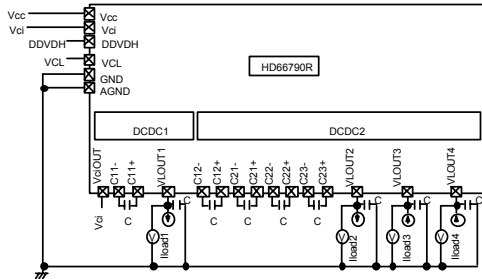 Vcc Vcc
Vci Vci
DDVDH DDVDH
VCL VCL
GND
AGND
HD66790R
DCDC1 DCDC2
VciOUT C11- C11+ VLOUT1 C12- C12+ C21- C21+ C22- C22+ C23- C23+ VLOUT2 VLOUT3 VLOUT4
Vci C C C C C C C C C
V Iload1 V Iload2 V Iload3 V Iload4